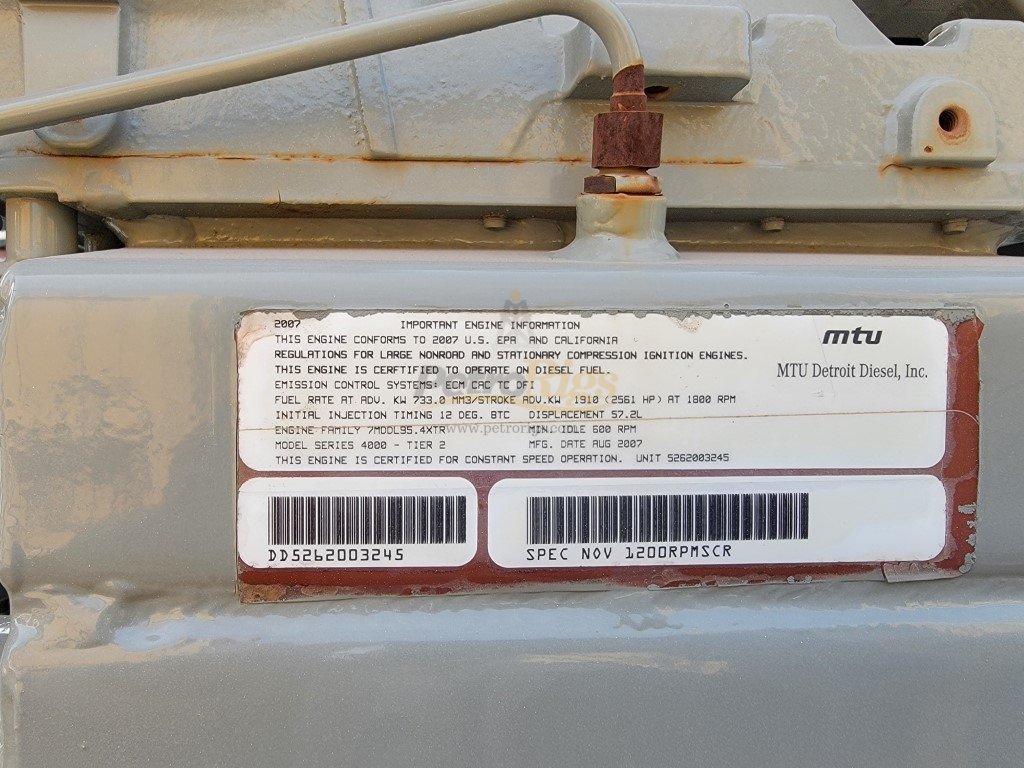 2007 IMPORTANT ENGINE INFORMATION
THIS ENGINE CONFORMS TO 2007 U.S. EPA AND CALIFORNIA
REGULATIONS FOR LARGE NONROAD AND STATIONARY COMPRESSION IGNITION ENGINES.
THIS ENGINE IS CERFTIFIED TO OPERATE ON DIESEL FUEL.
EMISSION CONTROL SYSTEMS: ECM CAC TC DFI
FUEL RATE AT ADV. KW 733.0 MM3/STROKE ADV.KW 1910 (2561 HP) AT 1800 RPM
INITIAL INJECTION TIMING 12 DEG. BTC DISPLACEMENT 57.2L
ENGINE FAMILY 7MDDL95.4XTR MIN. IDLE 600 RPM
MODEL SERIES 4000 - TIER 2 MFG. DATE AUG 2007
THIS ENGINE IS CERTIFIED FOR CONSTANT SPEED OPERATION. UNIT 5262003245
mtu
MTU Detroit Diesel, Inc.
PetroRigs
www.petrorigs.com
DD5262003245
SPEC NOV 1200RPMSCR